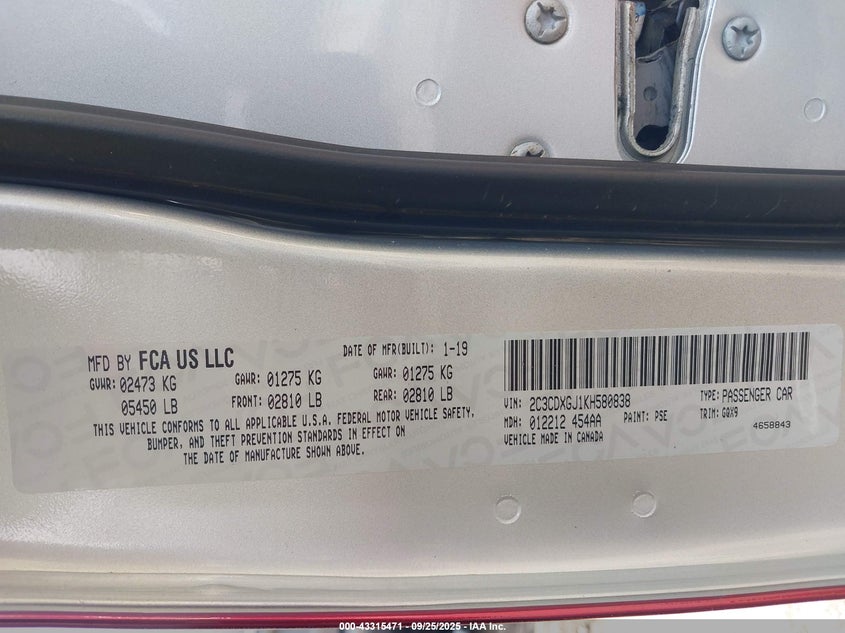 MFD BY FCA US LLC
DATE OF MFR(BUILT): 1-19
GVWR: 02473 KG
GAWR: 01275 KG
GAWR: 01275 KG
05450 LB
FRONT: 02810 LB
REAR: 02810 LB
THIS VEHICLE CONFORMS TO ALL APPLICABLE U.S.A. FEDERAL MOTOR VEHICLE SAFETY,
BUMPER, AND THEFT PREVENTION STANDARDS IN EFFECT ON
THE DATE OF MANUFACTURE SHOWN ABOVE.
VIN: 2C3CDXGJ1KH580838
TYPE: PASSENGER CAR
MDH: 012212 454AA
PAINT: PSE
TRIM: GQX9
VEHICLE MADE IN CANADA
4658843
000-43315471 - 09/25/2025 - IAA Inc.